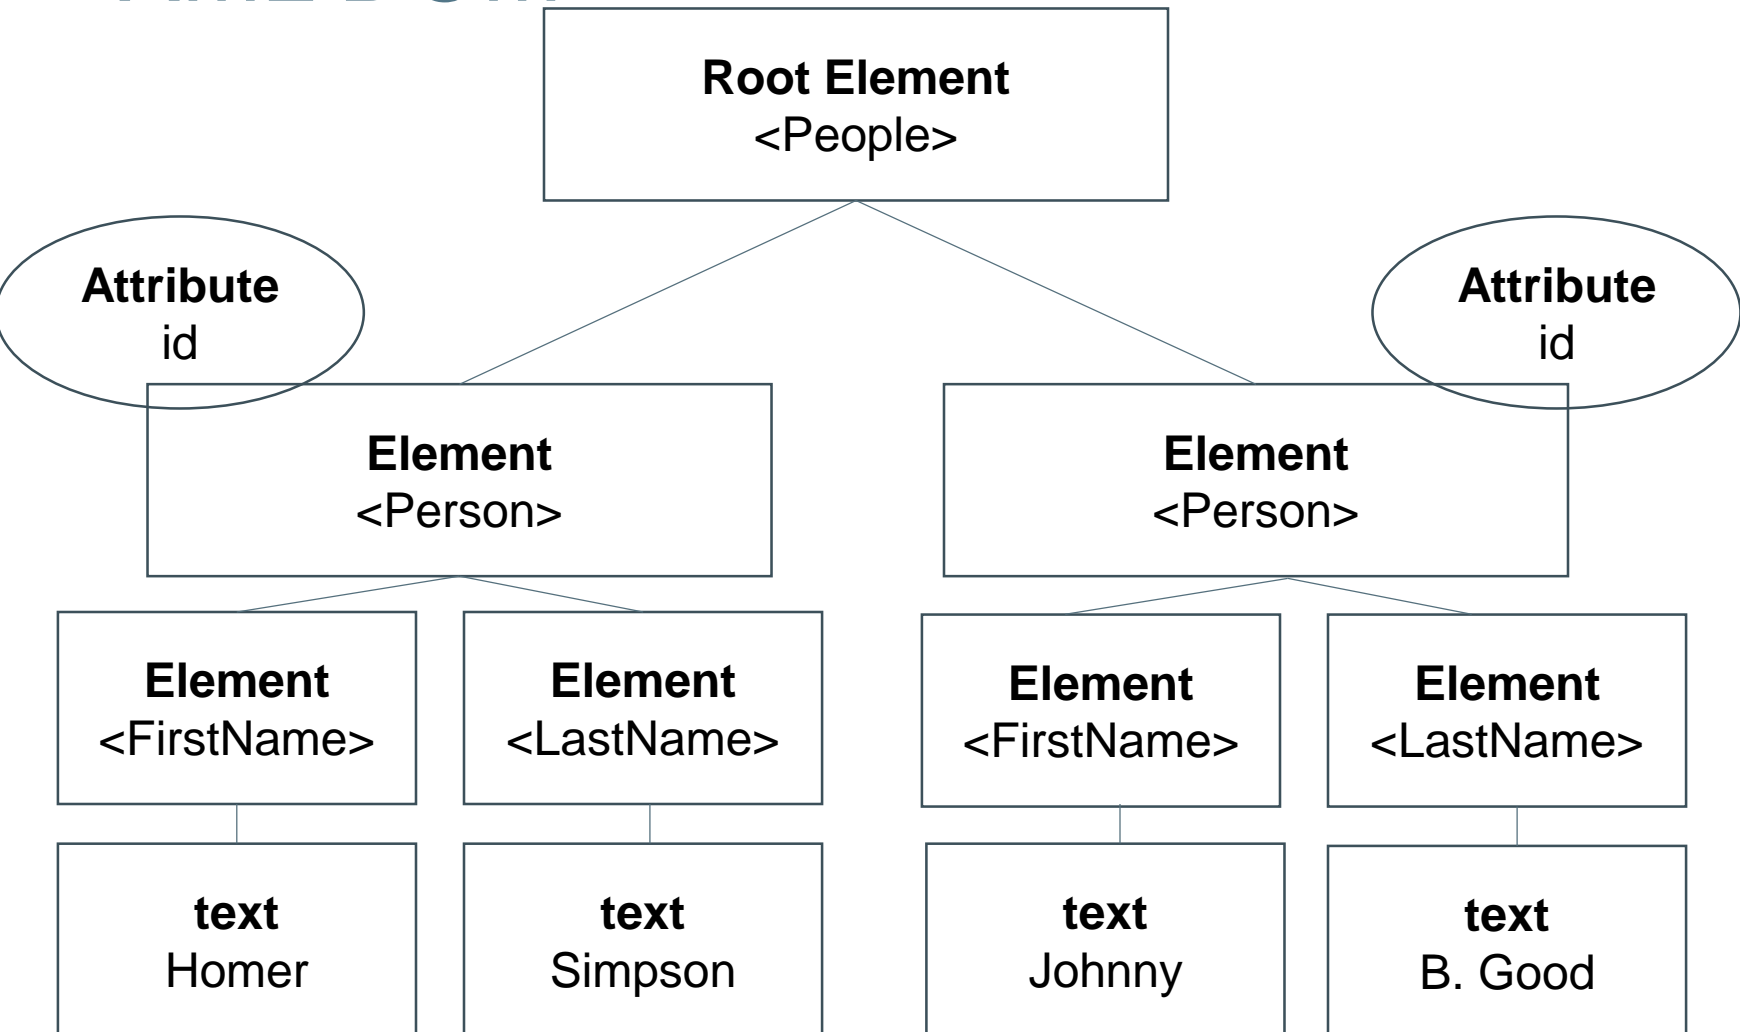 Root Element
<People>
Attribute
id
Attribute
id
Element
<Person>
Element
<Person>
Element
<FirstName>
Element
<LastName>
Element
<FirstName>
Element
<LastName>
text
Homer
text
Simpson
text
Johnny
text
B. Good